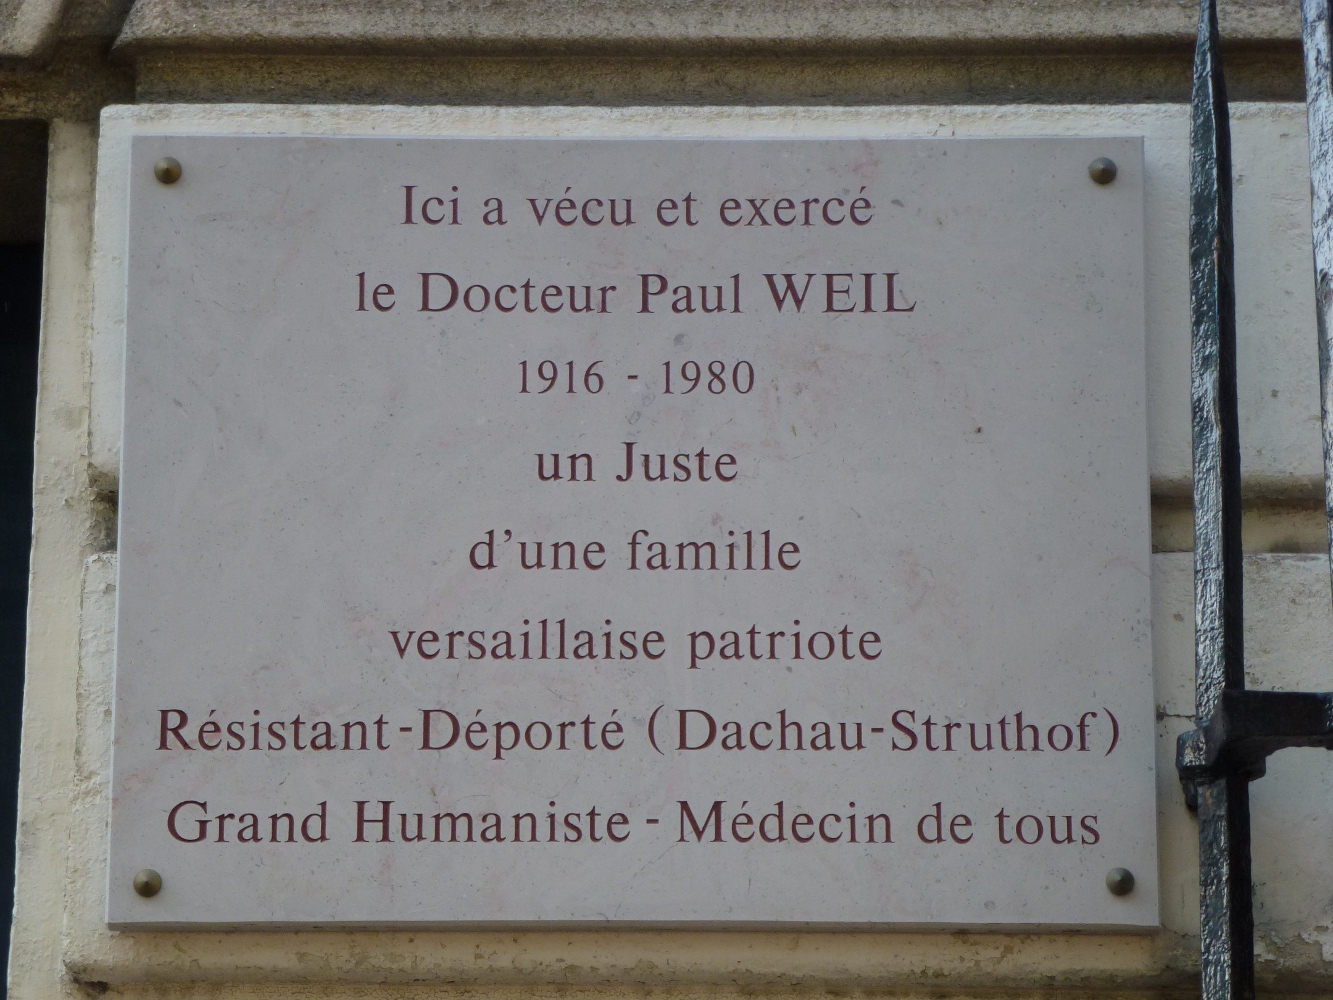 Ici a vécu et exercé
le Docteur Paul WEIL
1916 - 1980
un Juste
d'une famille
versaillaise patriote
Résistant-Déporté (Dachau-Struthof)
Grand Humaniste - Médecin de tous